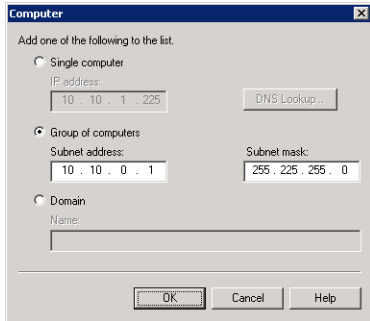 Computer
Add one of the following to the list.
Single computer
IP address:
10 . 10 . 1 . 225
DNS Lookup...
Group of computers
Subnet address:
Subnet mask:
10 . 10 . 0 . 1
255 . 225 . 255 . 0
Domain
Name:
OK
Cancel
Help